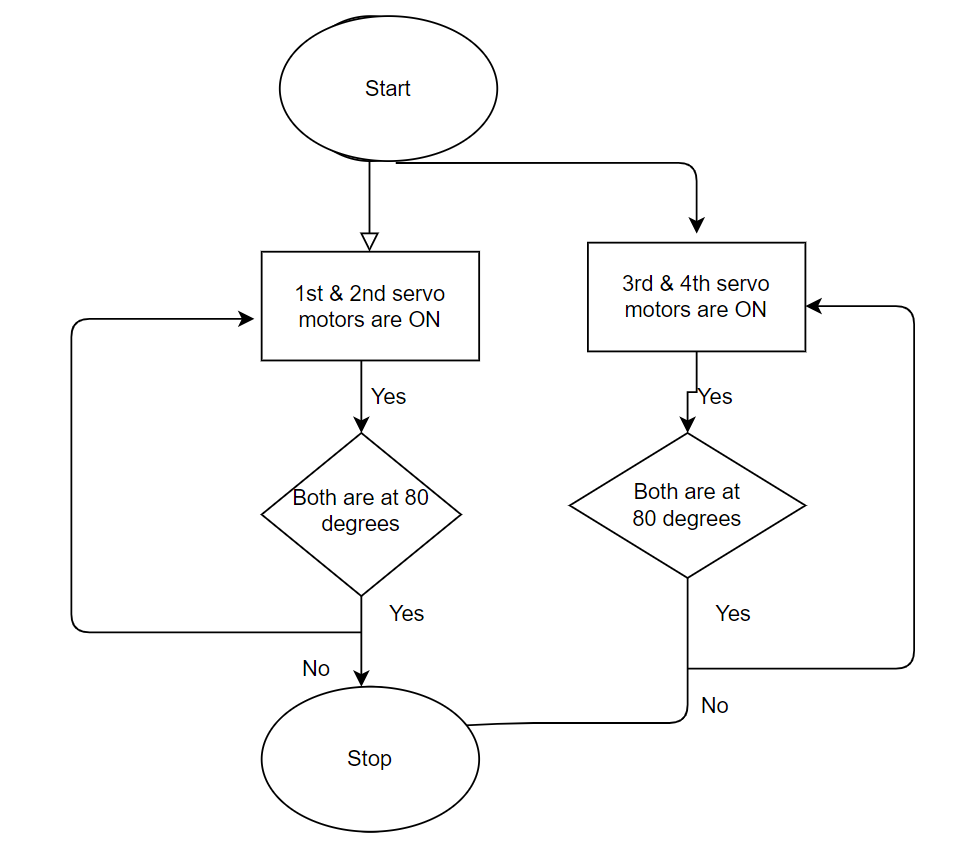 Start
1st & 2nd servo
motors are ON
3rd & 4th servo
motors are ON
Yes
Yes
Both are at 80
degrees
Both are at
80 degrees
Yes
Yes
No
No
Stop